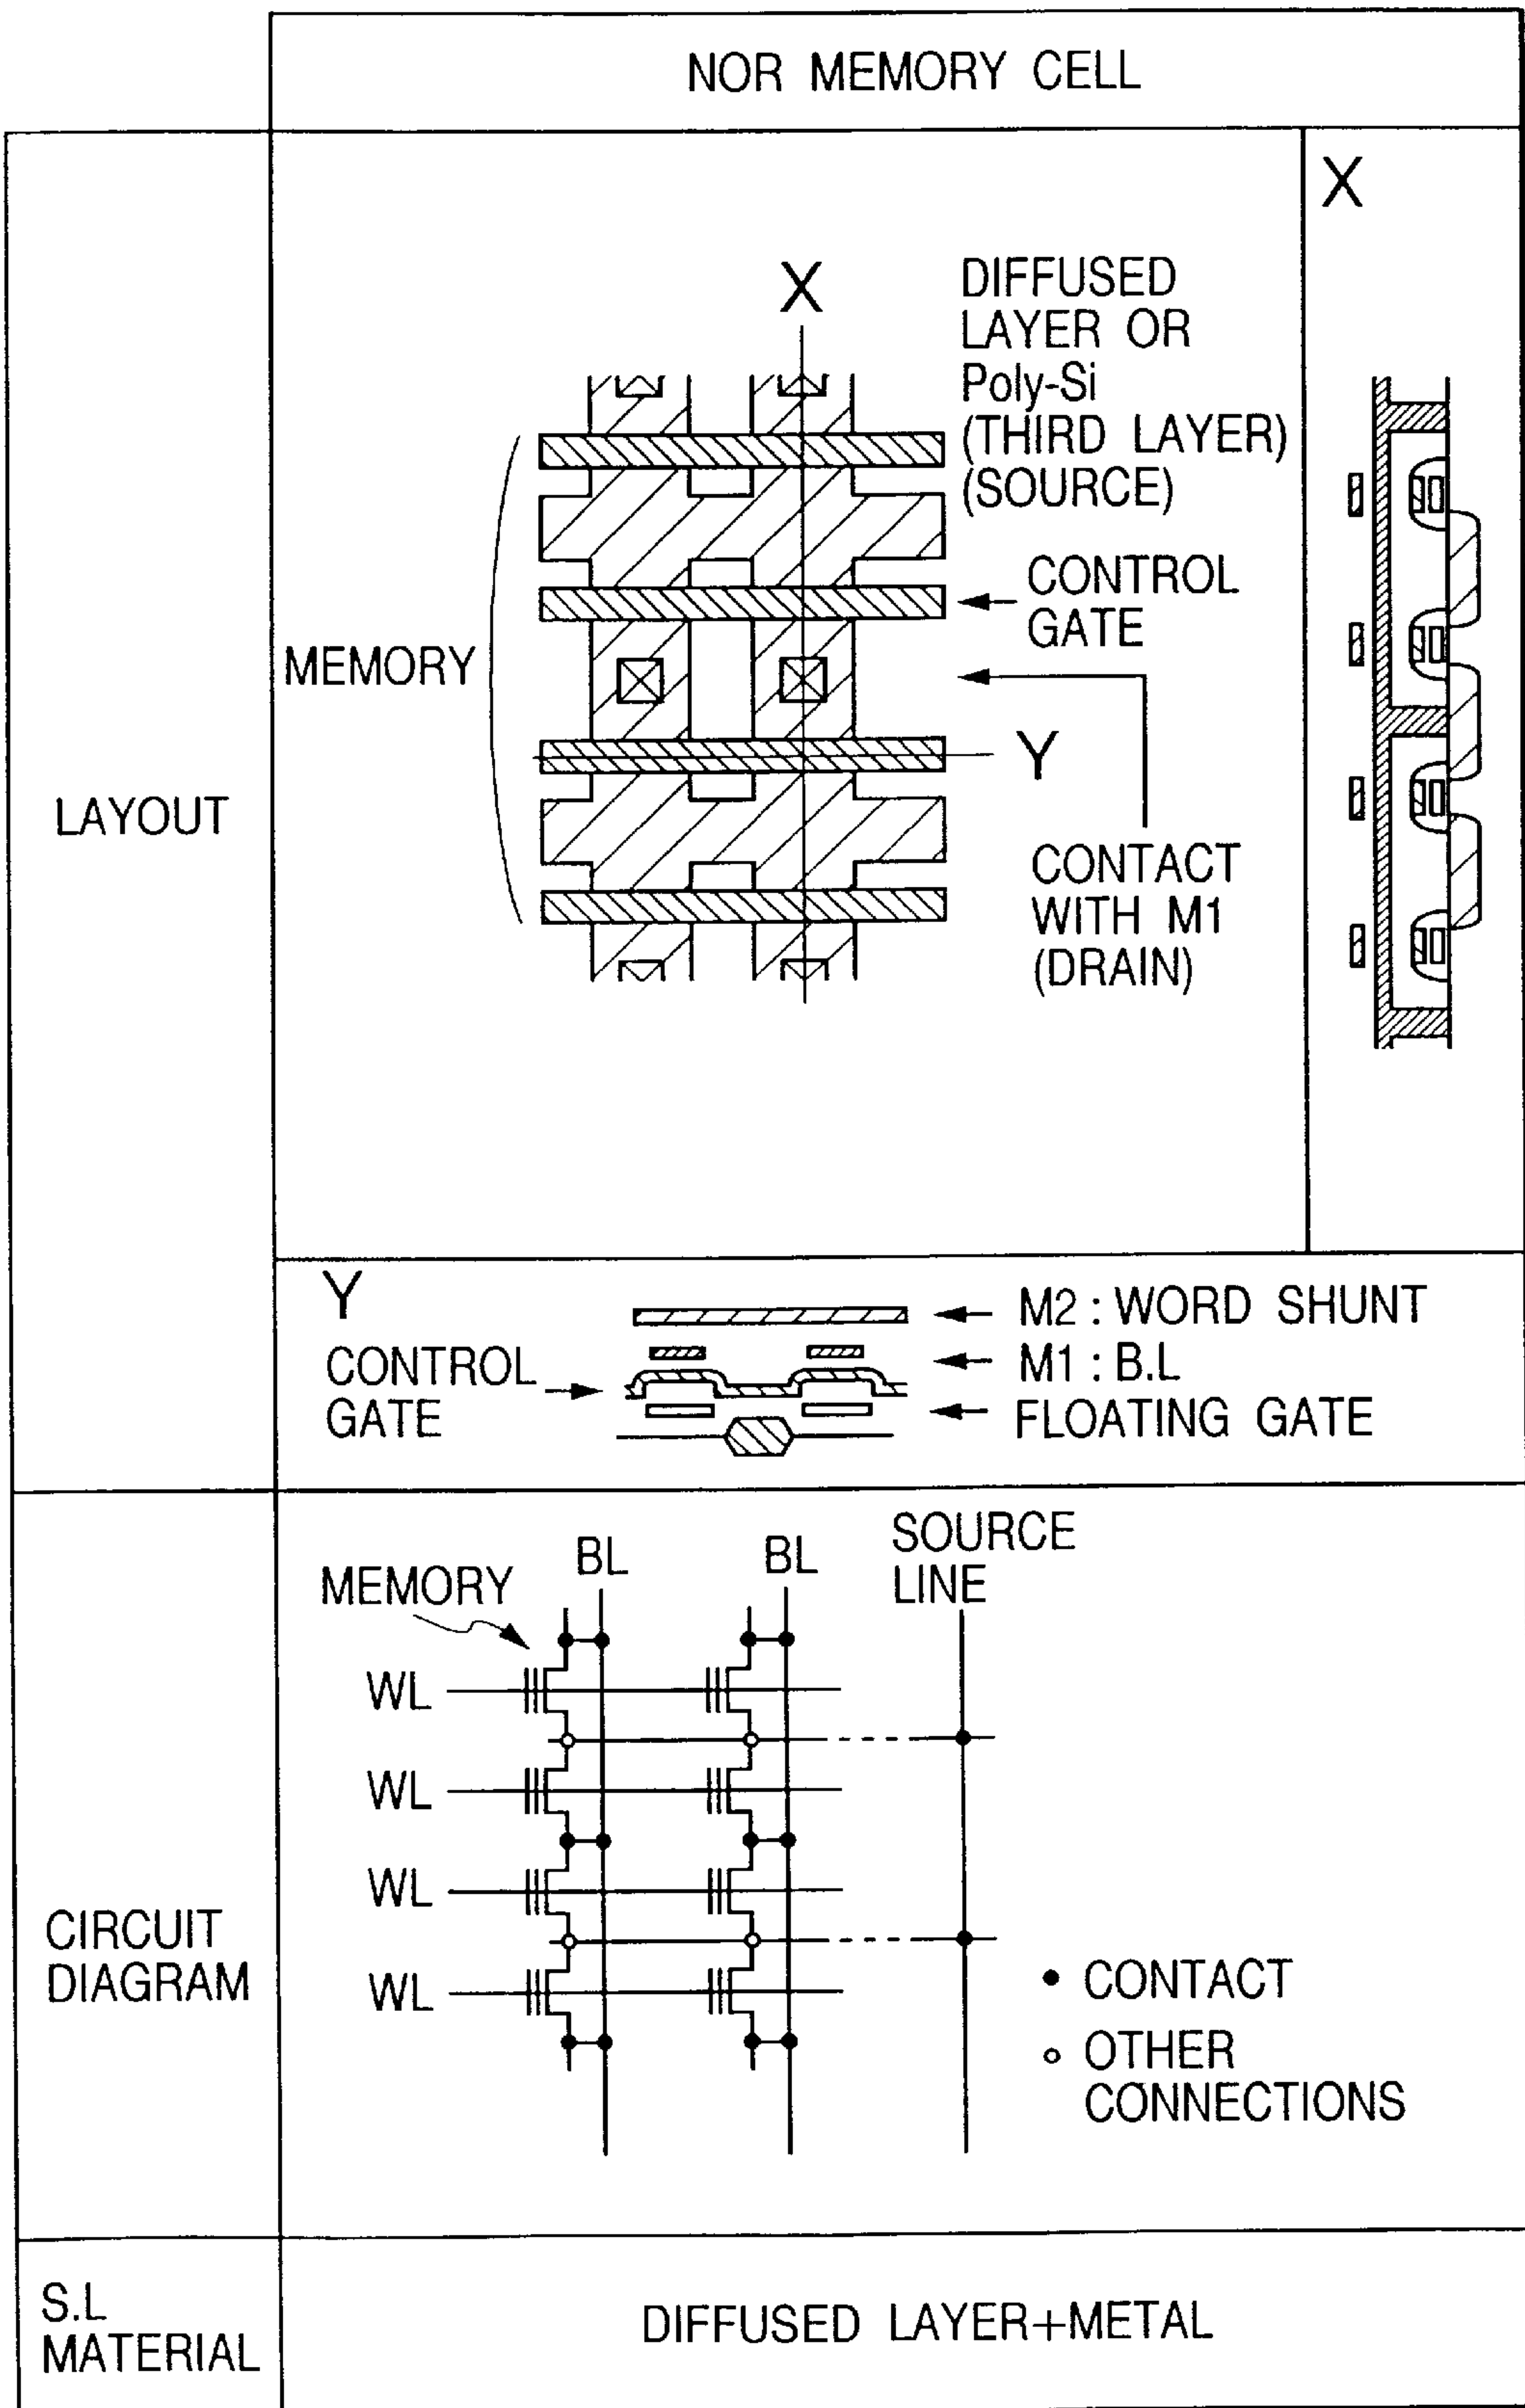 NOR MEMORY CELL
LAYOUT
X
DIFFUSED
LAYER OR
Poly-Si
(THIRD LAYER)
(SOURCE)
CONTROL
GATE
MEMORY
Y
CONTACT
WITH M1
(DRAIN)
X
Y
CONTROL
GATE
M2 : WORD SHUNT
M1 : B.L
FLOATING GATE
CIRCUIT
DIAGRAM
MEMORY
BL
BL
SOURCE
LINE
WL
WL
WL
WL
CONTACT
OTHER
CONNECTIONS
S.L
MATERIAL
DIFFUSED LAYER+METAL